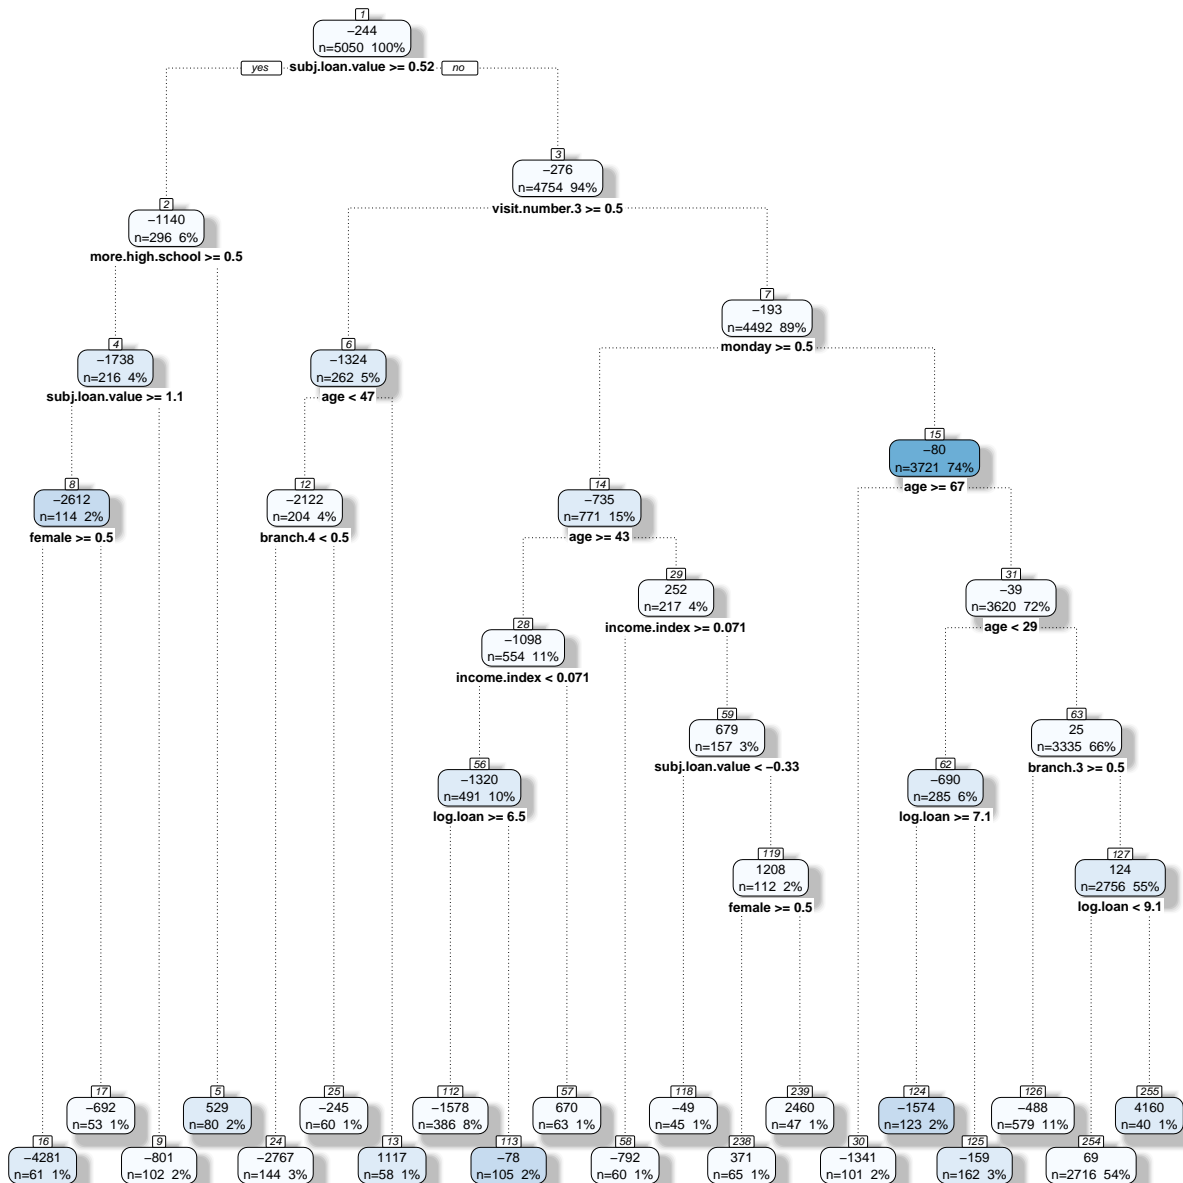 1
−244
n=5050 100%
yes subj.loan.value >= 0.52 no
3
−276
n=4754 94%
visit.number.3 >= 0.5
2
−1140
n=296 6%
more.high.school >= 0.5
7
−193
n=4492 89%
monday >= 0.5
4
−1738
n=216 4%
subj.loan.value >= 1.1
6
−1324
n=262 5%
age < 47
15
−80
n=3721 74%
age >= 67
8
−2612
n=114 2%
female >= 0.5
12
−2122
n=204 4%
branch.4 < 0.5
14
−735
n=771 15%
age >= 43
29
252
n=217 4%
income.index >= 0.071
31
−39
n=3620 72%
age < 29
28
−1098
n=554 11%
income.index < 0.071
59
679
n=157 3%
subj.loan.value < −0.33
63
25
n=3335 66%
branch.3 >= 0.5
56
−1320
n=491 10%
log.loan >= 6.5
62
−690
n=285 6%
log.loan >= 7.1
119
1208
n=112 2%
female >= 0.5
127
124
n=2756 55%
log.loan < 9.1
17
−692
n=53 1%
5
529
n=80 2%
25
−245
n=60 1%
112
−1578
n=386 8%
57
670
n=63 1%
118
−49
n=45 1%
239
2460
n=47 1%
124
−1574
n=123 2%
126
−488
n=579 11%
255
4160
n=40 1%
16
−4281
n=61 1%
9
−801
n=102 2%
24
−2767
n=144 3%
13
1117
n=58 1%
113
−78
n=105 2%
58
−792
n=60 1%
238
371
n=65 1%
30
−1341
n=101 2%
125
−159
n=162 3%
254
69
n=2716 54%